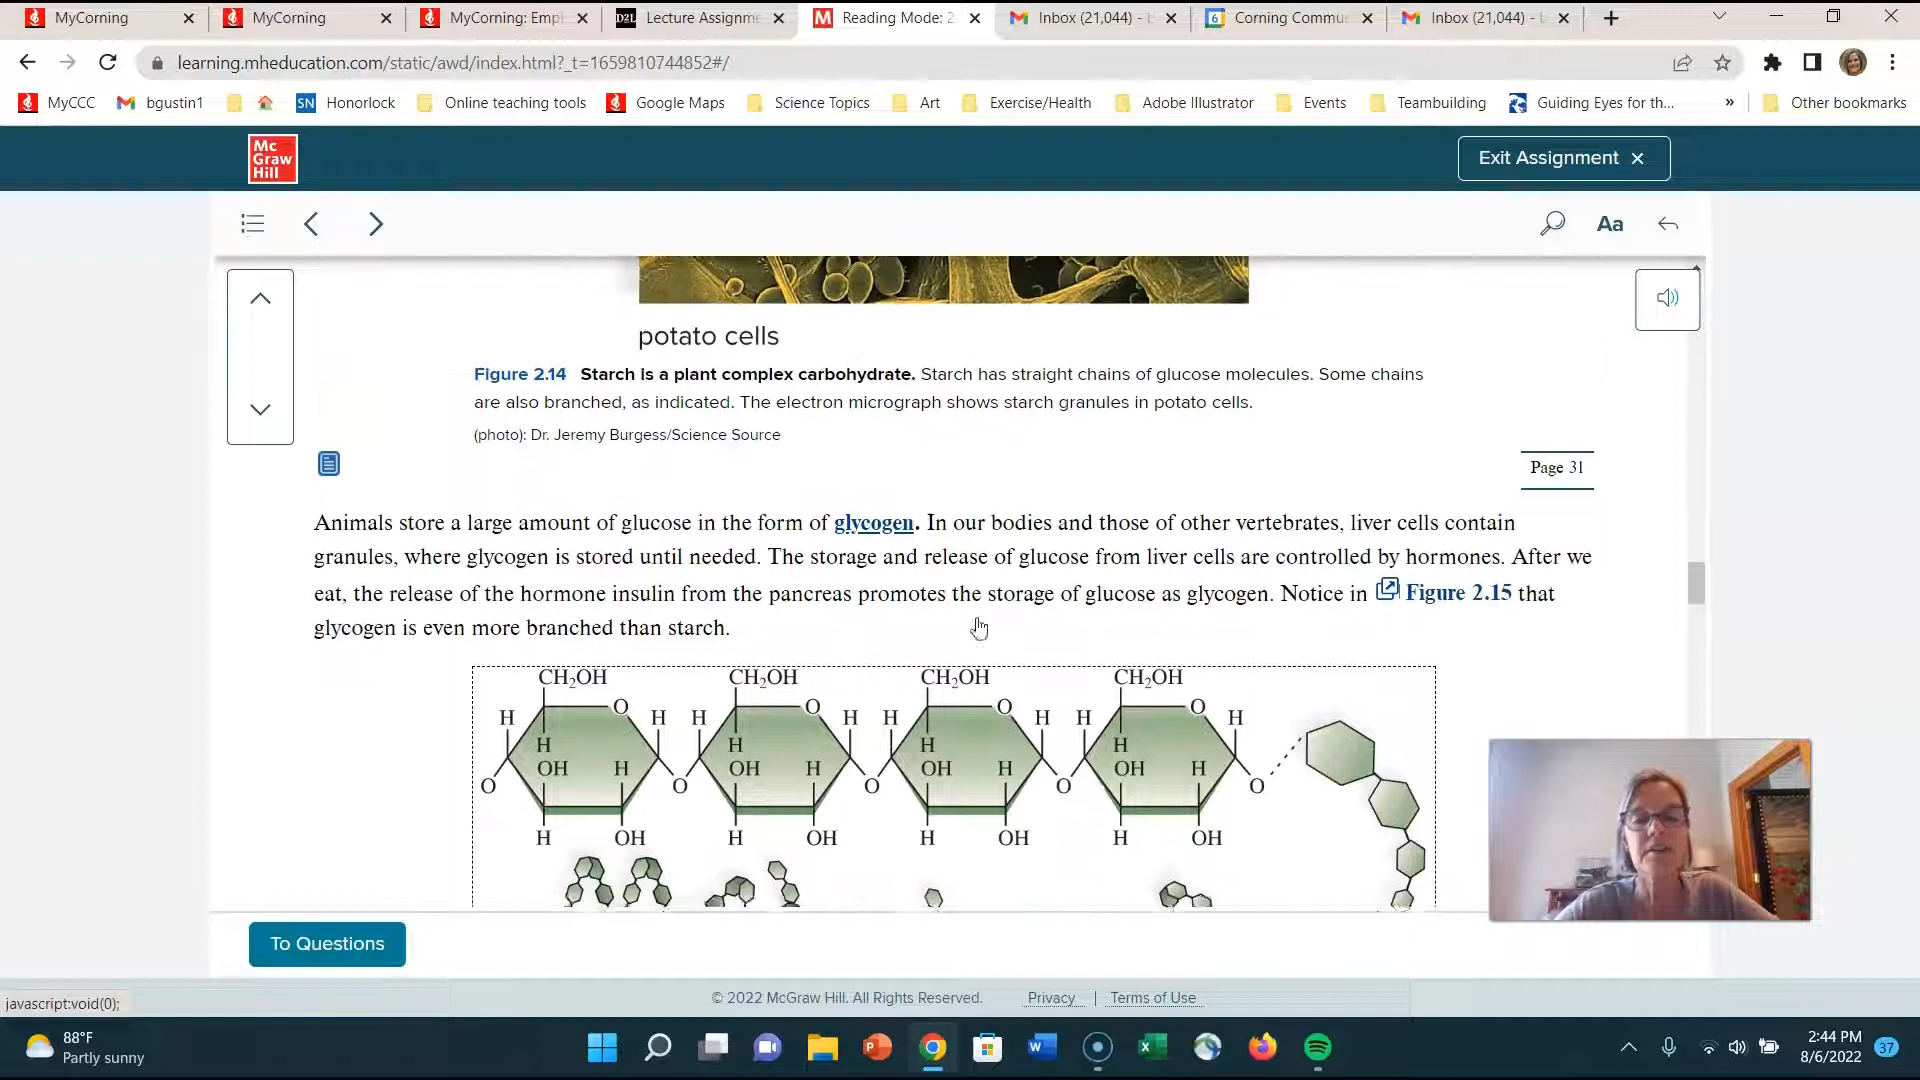 MyCorning
MyCorning
MyCorning: Empl
D2L Lecture Assignme
M Reading Mode: 2
Inbox (21,044) -
6 Corning Commu
Inbox (21,044) -
learning.mheducation.com/static/awd/index.html?_t=1659810744852#/
MyCCC
bgustin1
SN Honorlock
Online teaching tools
Google Maps
Science Topics
Art
Exercise/Health
Adobe Illustrator
Events
Teambuilding
Guiding Eyes for th...
»
Other bookmarks
Mc
Graw
Hill
Exit Assignment
Aa
potato cells
Figure 2.14 Starch is a plant complex carbohydrate. Starch has straight chains of glucose molecules. Some chains
are also branched, as indicated. The electron micrograph shows starch granules in potato cells.
(photo): Dr. Jeremy Burgess/Science Source
Page 31
Animals store a large amount of glucose in the form of glycogen. In our bodies and those of other vertebrates, liver cells contain
granules, where glycogen is stored until needed. The storage and release of glucose from liver cells are controlled by hormones. After we
eat, the release of the hormone insulin from the pancreas promotes the storage of glucose as glycogen. Notice in Figure 2.15 that
glycogen is even more branched than starch.
CH₂OH CH₂OH CH₂OH CH₂OH
O O O O
H H H H H H H H
H H H H
OH H OH H OH H OH H
O O O O O
H OH H OH H OH H OH
To Questions
© 2022 McGraw Hill. All Rights Reserved. Privacy | Terms of Use
javascript:void(0);
88°F
Partly sunny
2:44 PM
8/6/2022
37